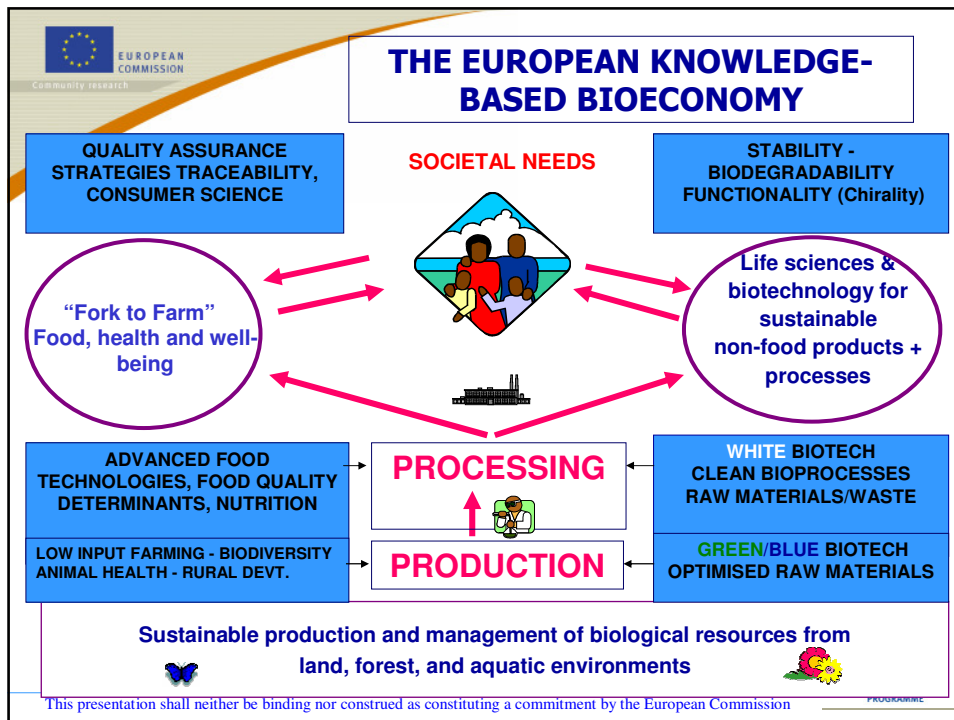 EUROPEAN
COMMISSION
Community research
THE EUROPEAN KNOWLEDGE-
BASED BIOECONOMY
QUALITY ASSURANCE
STRATEGIES TRACEABILITY,
CONSUMER SCIENCE
SOCIETAL NEEDS
STABILITY -
BIODEGRADABILITY
FUNCTIONALITY (Chirality)
“Fork to Farm”
Food, health and well-
being
Life sciences &
biotechnology for
sustainable
non-food products +
processes
ADVANCED FOOD
TECHNOLOGIES, FOOD QUALITY
DETERMINANTS, NUTRITION
PROCESSING
WHITE BIOTECH
CLEAN BIOPROCESSES
RAW MATERIALS/WASTE
LOW INPUT FARMING - BIODIVERSITY
ANIMAL HEALTH - RURAL DEVT.
PRODUCTION
GREEN/BLUE BIOTECH
OPTIMISED RAW MATERIALS
Sustainable production and management of biological resources from
land, forest, and aquatic environments
This presentation shall neither be binding nor construed as constituting a commitment by the European Commission
PROGRAMME